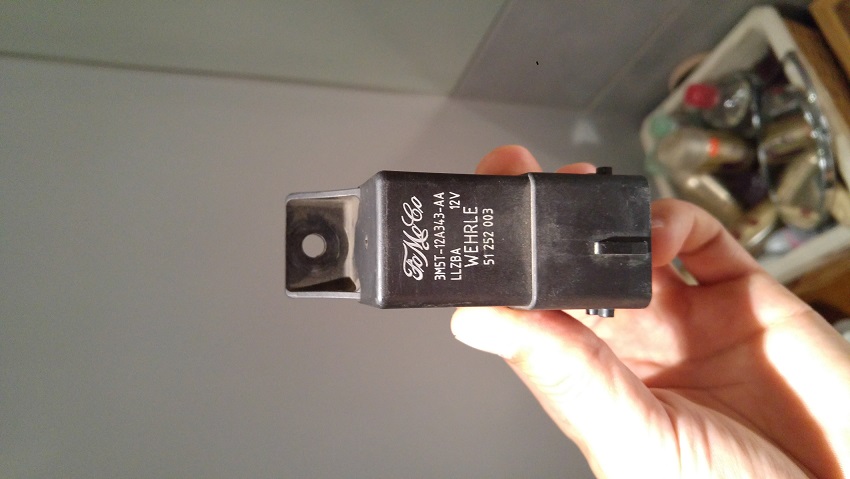 FoMoCo
3M5T-12A343-AA
LLZBA 12V
WEHRLE
51 252 003